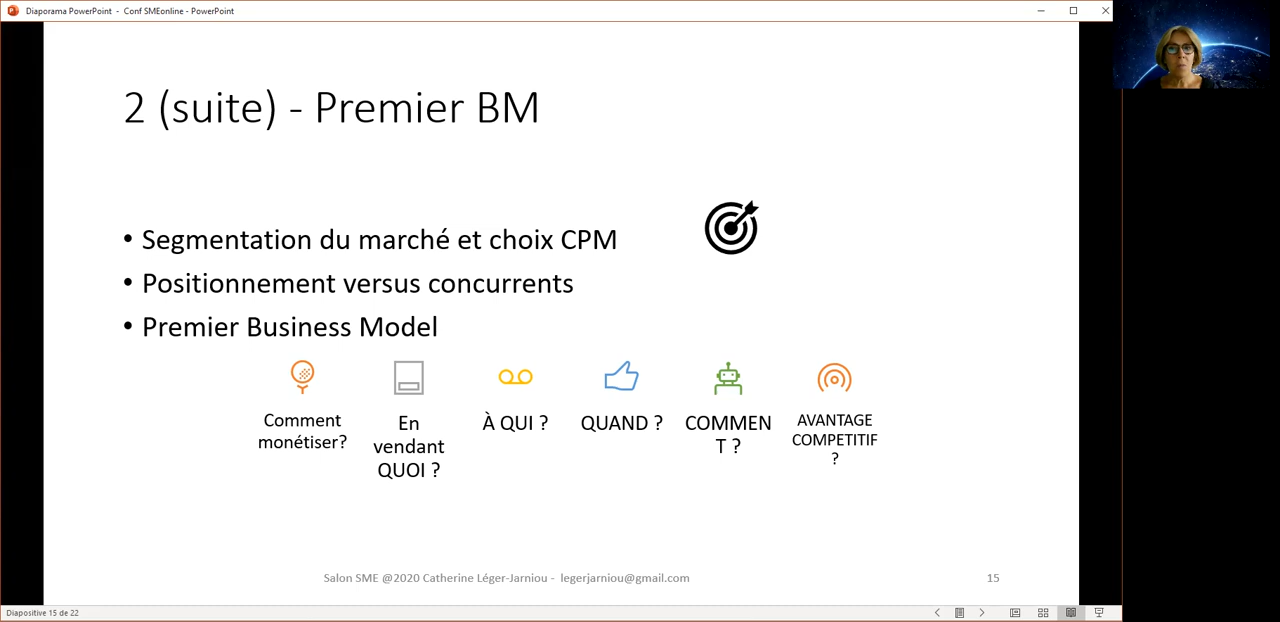 Diaporama PowerPoint - Conf SMEonline - PowerPoint
2 (suite) - Premier BM
• Segmentation du marché et choix CPM
• Positionnement versus concurrents
• Premier Business Model
Comment
monétiser?
En
vendant
QUOI ?
À QUI ?
QUAND ?
COMMEN
T ?
AVANTAGE
COMPETITIF
?
Salon SME @2020 Catherine Léger-Jarniou - legerjarniou@gmail.com
15
Diapositive 15 de 22